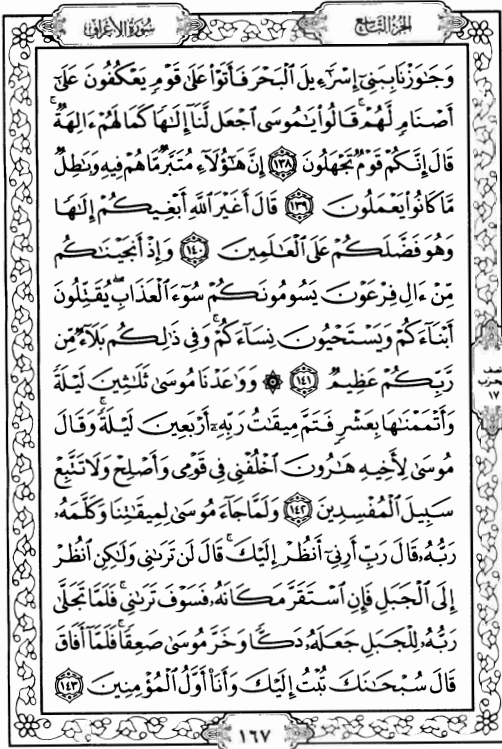 سورة الأعراف
الجزء التاسع
وَجَٰوَزْنَا بِبَنِىٓ إِسْرَٰٓءِيلَ ٱلْبَحْرَ فَأَتَوْا۟ عَلَىٰ قَوْمٍ يَعْكُفُونَ عَلَىٰٓ
أَصْنَامٍ لَّهُمْ ۚ قَالُوا۟ يَٰمُوسَى ٱجْعَل لَّنَآ إِلَٰهًا كَمَا لَهُمْ ءَالِهَةٌ ۚ
قَالَ إِنَّكُمْ قَوْمٌ تَجْهَلُونَ ١٣٨ إِنَّ هَٰٓؤُلَآءِ مُتَبَّرٌ مَّا هُمْ فِيهِ وَبَٰطِلٌ
مَّا كَانُوا۟ يَعْمَلُونَ ١٣٩ قَالَ أَغَيْرَ ٱللَّهِ أَبْغِيكُمْ إِلَٰهًا
وَهُوَ فَضَّلَكُمْ عَلَى ٱلْعَٰلَمِينَ ١٤٠ وَإِذْ أَنجَيْنَٰكُم
مِّنْ ءَالِ فِرْعَوْنَ يَسُومُونَكُمْ سُوٓءَ ٱلْعَذَابِ ۖ يُقَتِّلُونَ
أَبْنَآءَكُمْ وَيَسْتَحْيُونَ نِسَآءَكُمْ ۚ وَفِى ذَٰلِكُم بَلَآءٌ مِّن
رَّبِّكُمْ عَظِيمٌ ١٤١ ۞ وَوَٰعَدْنَا مُوسَىٰ ثَلَٰثِينَ لَيْلَةً
وَأَتْمَمْنَٰهَا بِعَشْرٍ فَتَمَّ مِيقَٰتُ رَبِّهِۦٓ أَرْبَعِينَ لَيْلَةً ۚ وَقَالَ
مُوسَىٰ لِأَخِيهِ هَٰرُونَ ٱخْلُفْنِى فِى قَوْمِى وَأَصْلِحْ وَلَا تَتَّبِعْ
سَبِيلَ ٱلْمُفْسِدِينَ ١٤٢ وَلَمَّا جَآءَ مُوسَىٰ لِمِيقَٰتِنَا وَكَلَّمَهُۥ
رَبُّهُۥ قَالَ رَبِّ أَرِنِىٓ أَنظُرْ إِلَيْكَ ۚ قَالَ لَن تَرَىٰنِى وَلَٰكِنِ ٱنظُرْ
إِلَى ٱلْجَبَلِ فَإِنِ ٱسْتَقَرَّ مَكَانَهُۥ فَسَوْفَ تَرَىٰنِى ۚ فَلَمَّا تَجَلَّىٰ
رَبُّهُۥ لِلْجَبَلِ جَعَلَهُۥ دَكًّا وَخَرَّ مُوسَىٰ صَعِقًا ۚ فَلَمَّآ أَفَاقَ
قَالَ سُبْحَٰنَكَ تُبْتُ إِلَيْكَ وَأَنَا۠ أَوَّلُ ٱلْمُؤْمِنِينَ ١٤٣
١٧
١٦٧